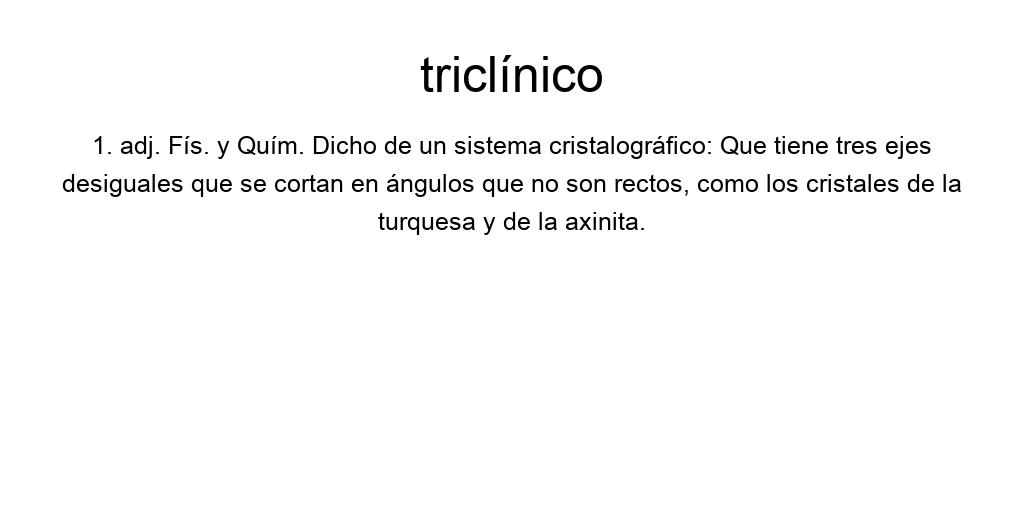 triclínico
1. adj. Fís. y Quím. Dicho de un sistema cristalográfico: Que tiene tres ejes
desiguales que se cortan en ángulos que no son rectos, como los cristales de la
turquesa y de la axinita.